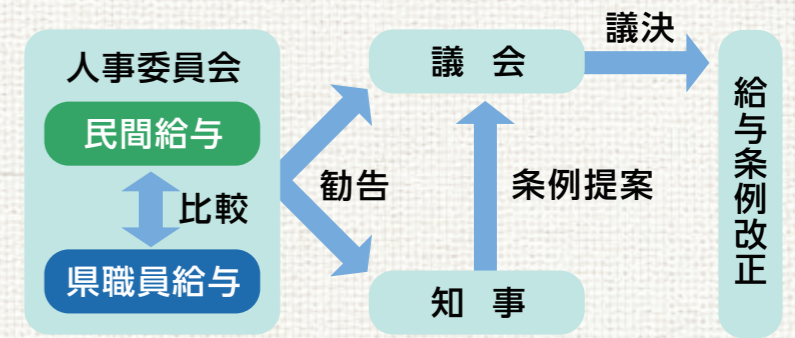 人事委員会
民間給与
比較
県職員給与
勧告
議会
条例提案
知事
議決
給与条例改正